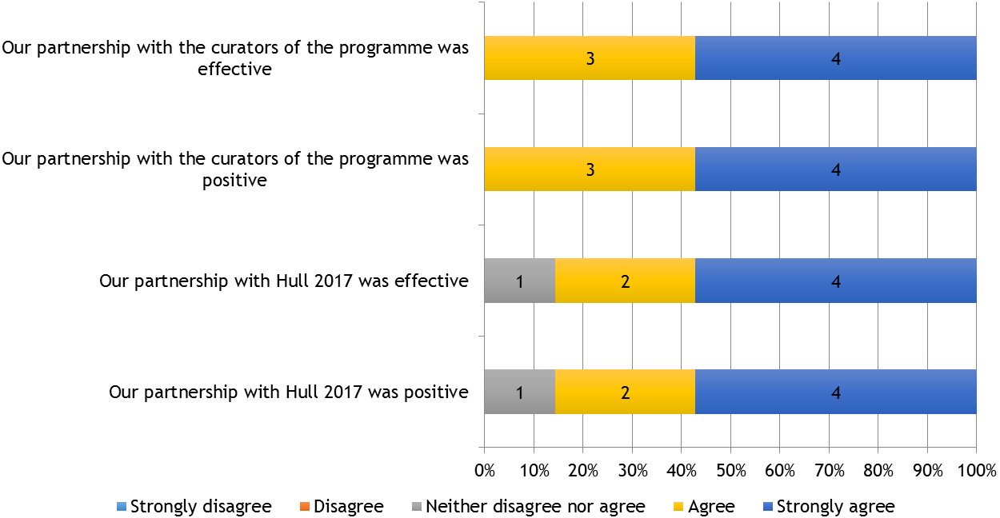 Our partnership with the curators of the programme was
effective
3
4
Our partnership with the curators of the programme was
positive
3
4
Our partnership with Hull 2017 was effective
1
2
4
Our partnership with Hull 2017 was positive
1
2
4
0% 10% 20% 30% 40% 50% 60% 70% 80% 90% 100%
Strongly disagree Disagree Neither disagree nor agree Agree Strongly agree